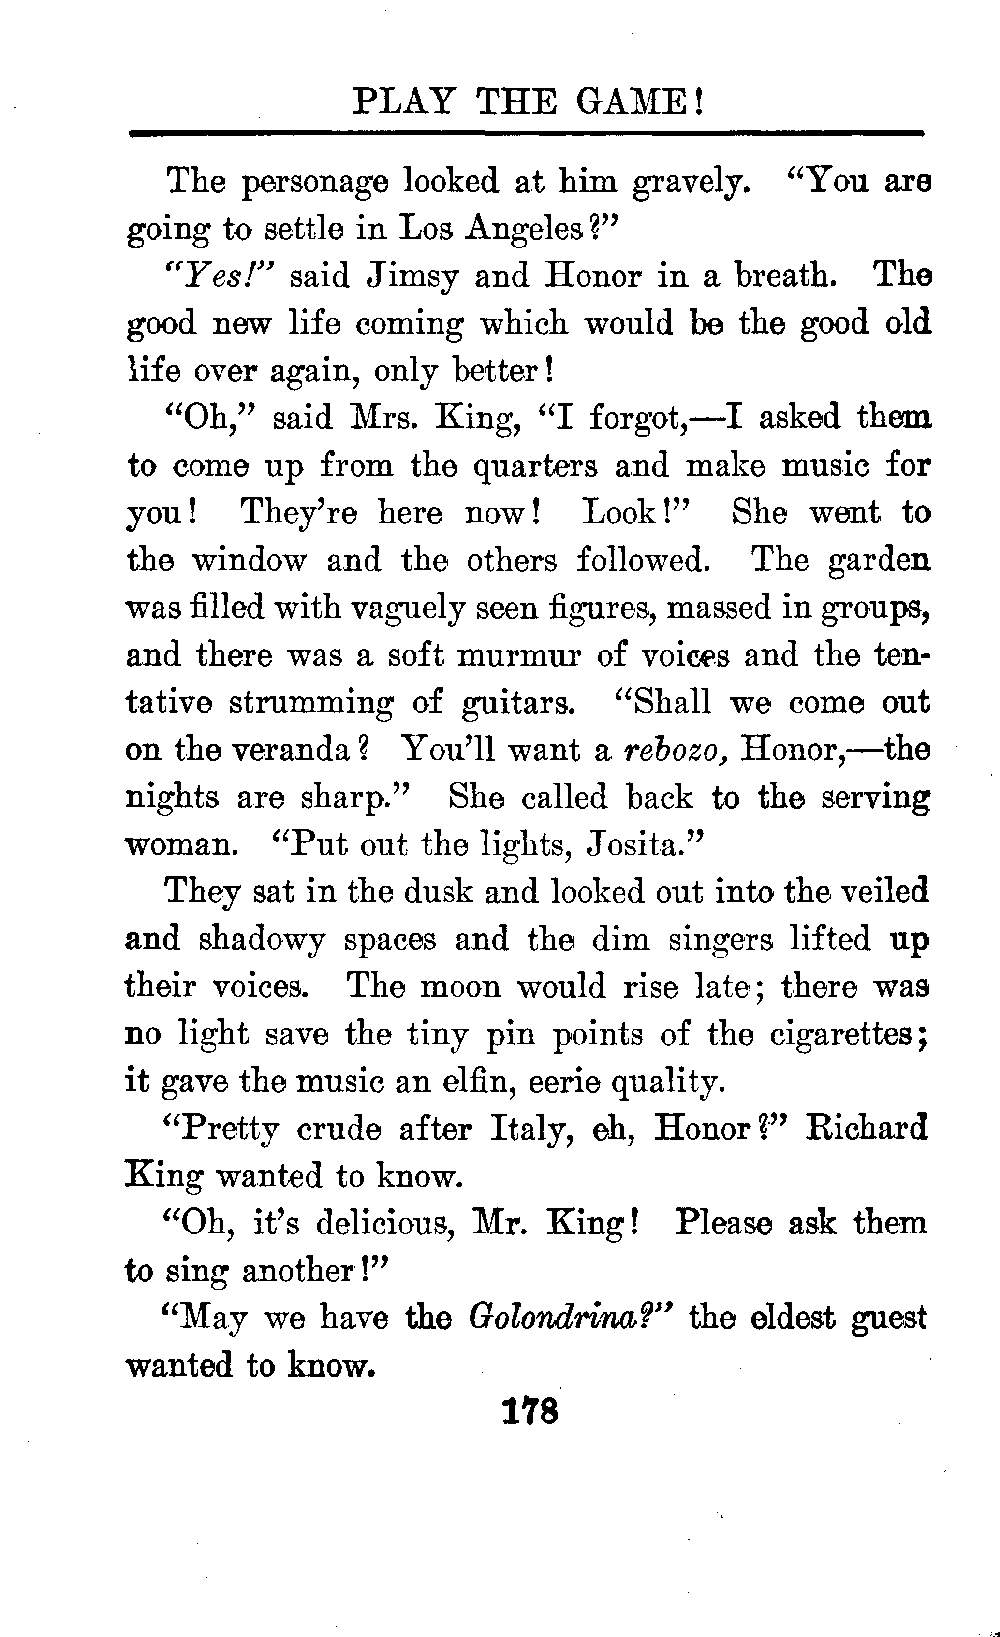 PLAY THE GAME!
The personage looked at him gravely. “You are
going to settle in Los Angeles?”
“Yes!” said Jimsy and Honor in a breath. The
good new life coming which would be the good old
life over again, only better!
“Oh,” said Mrs. King, “I forgot,—I asked them
to come up from the quarters and make music for
you! They’re here now! Look!” She went to
the window and the others followed. The garden
was filled with vaguely seen figures, massed in groups,
and there was a soft murmur of voices and the ten-
tative strumming of guitars. “Shall we come out
on the veranda? You’ll want a rebozo, Honor,—the
nights are sharp.” She called back to the serving
woman. “Put out the lights, Josita.”
They sat in the dusk and looked out into the veiled
and shadowy spaces and the dim singers lifted up
their voices. The moon would rise late; there was
no light save the tiny pin points of the cigarettes;
it gave the music an elfin, eerie quality.
“Pretty crude after Italy, eh, Honor?” Richard
King wanted to know.
“Oh, it’s delicious, Mr. King! Please ask them
to sing another!”
“May we have the Golondrina?” the eldest guest
wanted to know.
178